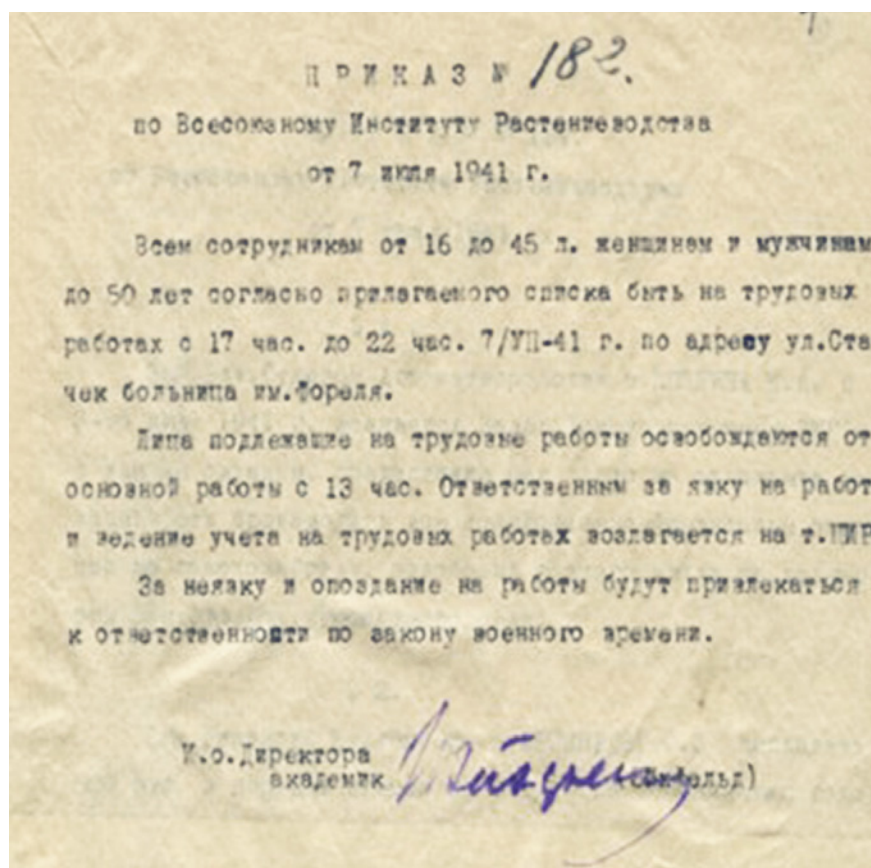 ПРИКАЗ № 182.
по Всесоюзному Институту Растениеводства
от 7 июля 1941 г.
Всем сотрудникам от 16 до 45 л. женщинам и мужчинам
до 50 лет согласно прилагаемого списка быть на трудовых
работах с 17 час. до 22 час. 7/УП-41 г. по адресу ул.Ста
чек больница им.Фореля.
Лица подлежащие на трудовые работы освобождаются от
основной работы с 13 час. Ответственным за явку на работ
и ведение учета на трудовых работах возлагается на т.
За неявку и опоздание на работы будут привлекаться
к ответственности по закону военного времени.
И.о.Директора
академик